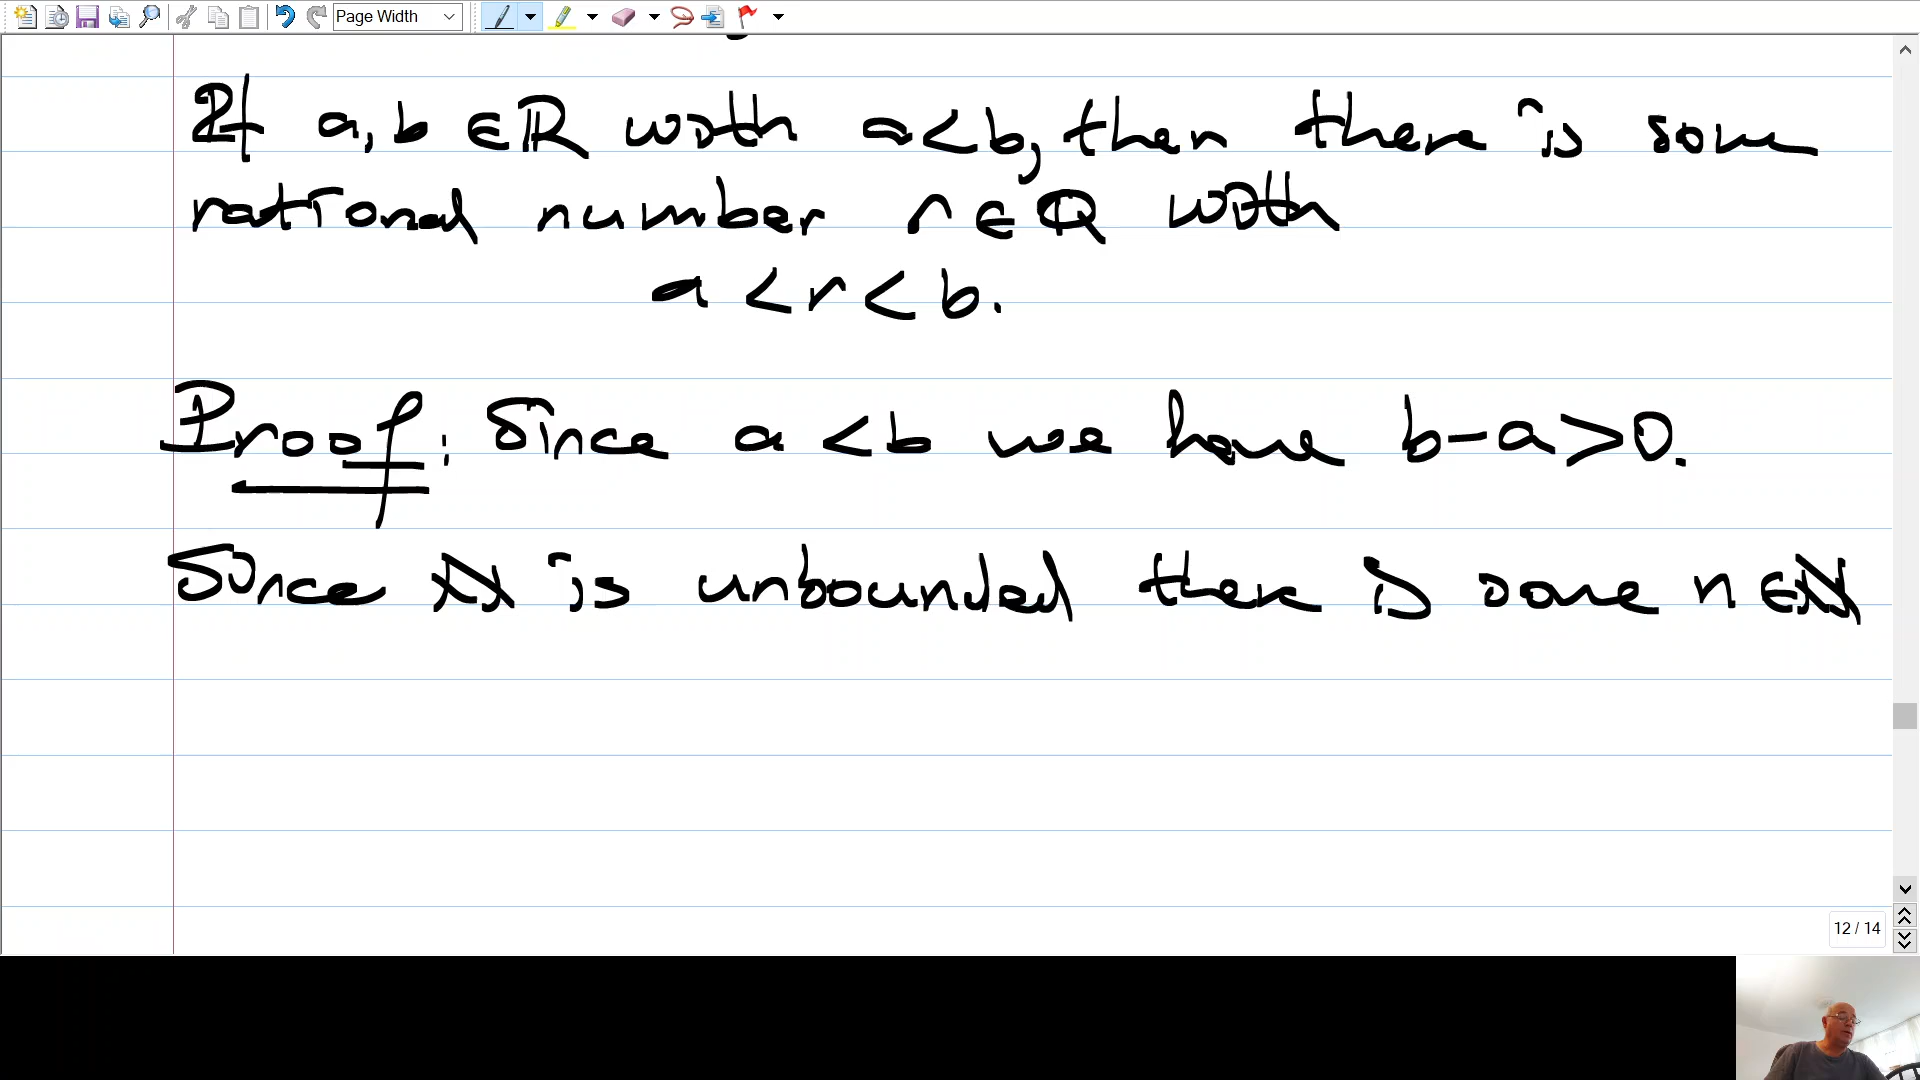 Page Width
If a, b ∈ ℝ with a < b, then there is some
rational number r ∈ ℚ with
a < r < b.
Proof: Since a < b we have b - a > 0.
Since ℕ is unbounded there is some n ∈ ℕ
12 / 14